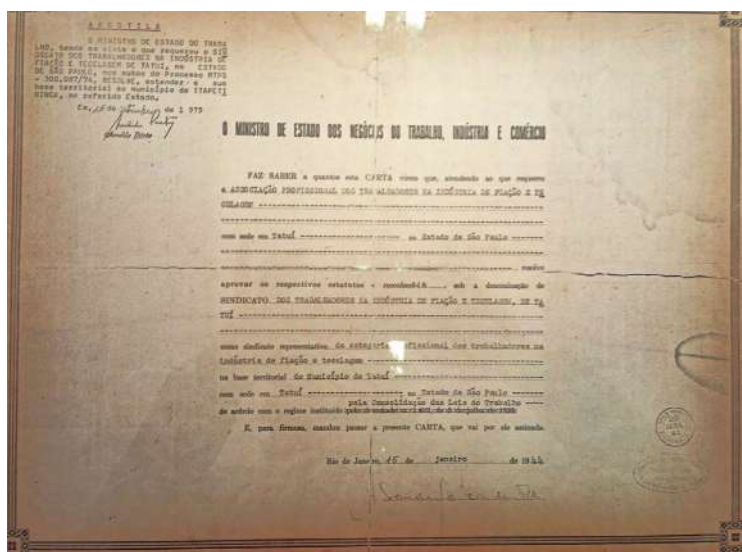 APOSTILA
O MINISTRO DE ESTADO DO TRABA
LHO, tendo em vista o que requereu o SIN
DICATO DOS TRABALHADORES NA INDÚSTRIA DE
FIAÇÃO E TECELAGEM DE TATUI, no ESTADO
DE SÃO PAULO, nos autos do Processo MTPS
- 300.087/74, RESOLVE, estender a sua
base territorial ao município de ITAPETI
NINGA, no referido Estado.
Em, 15 de de 1 975
Arnaldo Prieto
O MINISTRO DE ESTADO DOS NEGÓCIOS DO TRABALHO, INDÚSTRIA E COMÉRCIO
FAZ SABER a quantos esta CARTA virem que, atendendo ao que requereu
a ASSOCIAÇÃO PROFISSIONAL DOS TRABALHADORES NA INDÚSTRIA DE FIAÇÃO E TE
CELAGEM
com sede em Tatuí no Estado de São Paulo
resolve
aprovar os respectivos estatutos e reconhecê-la, sob a denominação de
SINDICATO DOS TRABALHADORES NA INDÚSTRIA DE FIAÇÃO E TECELAGEM, DE TA
TUÍ
como sindicato representativo da categoria profissional dos trabalhadores na
indústria de fiação e tecelagem
na base territorial do Município de Tatuí
com sede em Tatuí no Estado de São Paulo
pela Consolidação das Leis do Trabalho
de acôrdo com o regime instituído
E, para firmeza, mandou passar a presente CARTA, que vai por ele assinada.
Rio de Janeiro, 15 de janeiro de 1944